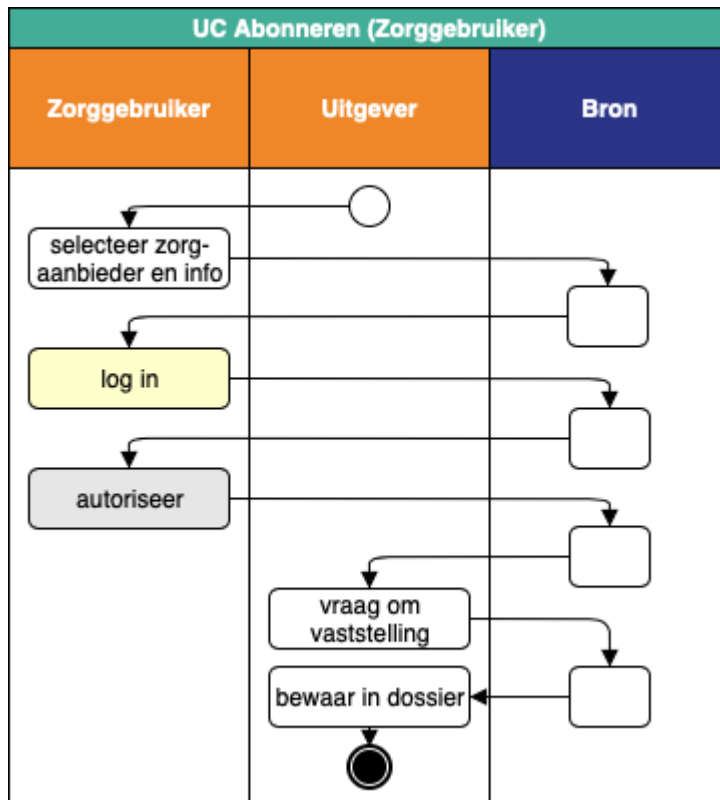 UC Abonneren (Zorggebruiker)
Zorggebruiker
Uitgever
Bron
selecteer zorg-
aanbieder en info
log in
autoriseer
vraag om
vaststelling
bewaar in dossier